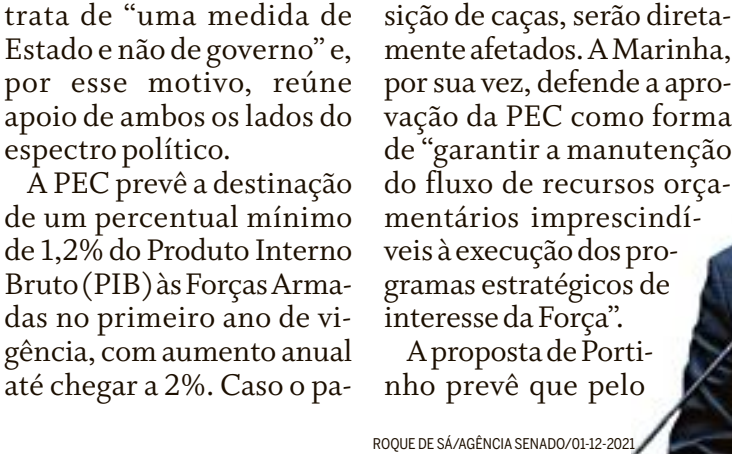 trata de “uma medida de
Estado e não de governo” e,
por esse motivo, reúne
apoio de ambos os lados do
espectro político.
A PEC prevê a destinação
de um percentual mínimo
de 1,2% do Produto Interno
Bruto (PIB) às Forças Arma-
das no primeiro ano de vi-
gência, com aumento anual
até chegar a 2%. Caso o pa-
sição de caças, serão direta-
mente afetados. A Marinha,
por sua vez, defende a apro-
vação da PEC como forma
de “garantir a manutenção
do fluxo de recursos orça-
mentários imprescindí-
veis à execução dos pro-
gramas estratégicos de
interesse da Força”.
A proposta de Porti-
nho prevê que pelo
ROQUE DE SÁ/AGÊNCIA SENADO/01-12-2021